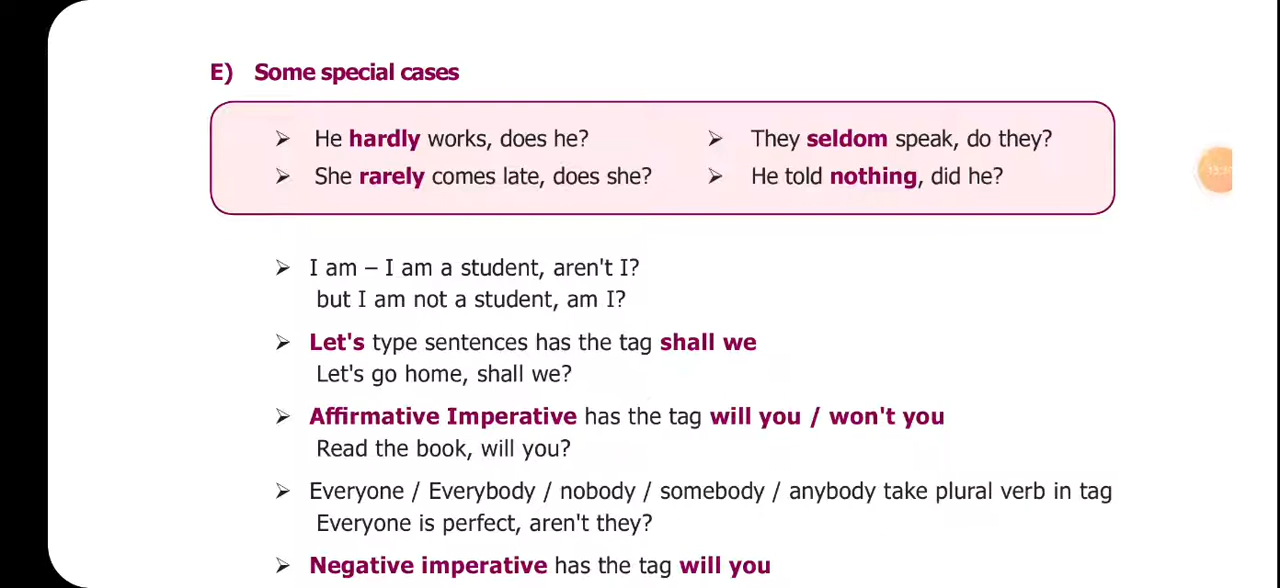 E) Some special cases
➢ He hardly works, does he?
➢ They seldom speak, do they?
➢ She rarely comes late, does she?
➢ He told nothing, did he?
➢ I am – I am a student, aren't I?
but I am not a student, am I?
➢ Let's type sentences has the tag shall we
Let's go home, shall we?
➢ Affirmative Imperative has the tag will you / won't you
Read the book, will you?
➢ Everyone / Everybody / nobody / somebody / anybody take plural verb in tag
Everyone is perfect, aren't they?
➢ Negative imperative has the tag will you